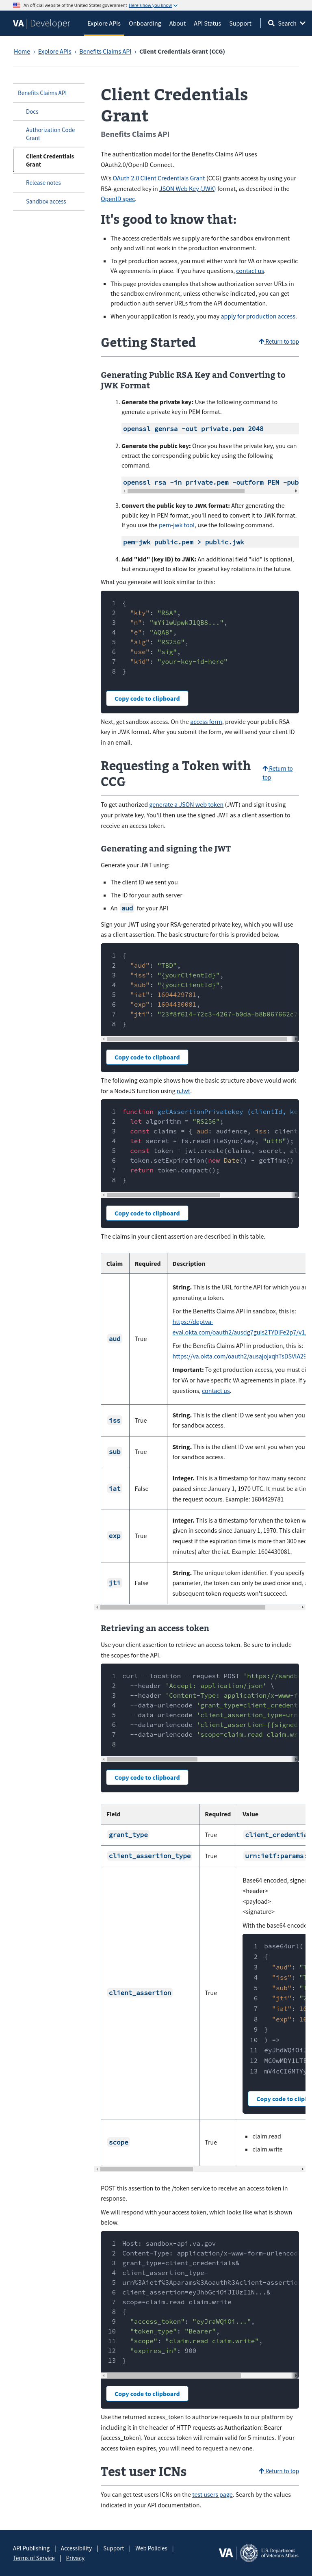 An official website of the United States government Here's how you know
VA | Developer
Explore APIs
Onboarding
About
API Status
Support
Search
Home › Explore APIs › Benefits Claims API › Client Credentials Grant (CCG)
Benefits Claims API
Docs
Authorization Code
Grant
Client Credentials
Grant
Release notes
Sandbox access
Client Credentials
Grant
Benefits Claims API
The authentication model for the Benefits Claims API uses
OAuth2.0/OpenID Connect.
VA's OAuth 2.0 Client Credentials Grant (CCG) grants access by using your
RSA-generated key in JSON Web Key (JWK) format, as described in the
OpenID spec.
It's good to know that:
The access credentials we supply are for the sandbox environment
only and will not work in the production environment.
To get production access, you must either work for VA or have specific
VA agreements in place. If you have questions, contact us.
This page provides examples that show authorization server URLs in
the sandbox environment, unless otherwise indicated, you can get
production auth server URLs from the API documentation.
When your application is ready, you may apply for production access.
Getting Started
Return to top
Generating Public RSA Key and Converting to
JWK Format
1. Generate the private key: Use the following command to
generate a private key in PEM format.
openssl genrsa -out private.pem 2048
2. Generate the public key: Once you have the private key, you can
extract the corresponding public key using the following
command.
openssl rsa -in private.pem -outform PEM -pub
3. Convert the public key to JWK format: After generating the
public key in PEM format, you'll need to convert it to JWK format.
If you use the pem-jwk tool, use the following command.
pem-jwk public.pem > public.jwk
4. Add "kid" (key ID) to JWK: An additional field "kid" is optional,
but encouraged to allow for graceful key rotations in the future.
What you generate will look similar to this:
1 {
2 "kty": "RSA",
3 "n": "mYi1wUpwkJ1QB8...",
4 "e": "AQAB",
5 "alg": "RS256",
6 "use": "sig",
7 "kid": "your-key-id-here"
8 }
Copy code to clipboard
Next, get sandbox access. On the access form, provide your public RSA
key in JWK format. After you submit the form, we will send your client ID
in an email.
Requesting a Token with
CCG
Return to
top
To get authorized generate a JSON web token (JWT) and sign it using
your private key. You'll then use the signed JWT as a client assertion to
receive an access token.
Generating and signing the JWT
Generate your JWT using:
The client ID we sent you
The ID for your auth server
An aud for your API
Sign your JWT using your RSA-generated private key, which you will use
as a client assertion. The basic structure for this is provided below.
1 {
2 "aud": "TBD",
3 "iss": "{yourClientId}",
4 "sub": "{yourClientId}",
5 "iat": 1604429781,
6 "exp": 1604430081,
7 "jti": "23f8f614-72c3-4267-b0da-b8b067662c7
8 }
Copy code to clipboard
The following example shows how the basic structure above would work
for a NodeJS function using nJwt.
1 function getAssertionPrivatekey (clientId, ke
2 let algorithm = "RS256";
3 const claims = { aud: audience, iss: client
4 let secret = fs.readFileSync(key, "utf8");
5 const token = jwt.create(claims, secret, al
6 token.setExpiration(new Date() - getTime()
7 return token.compact();
8 }
Copy code to clipboard
The claims in your client assertion are described in this table.
Claim Required Description
aud True
String. This is the URL for the API for which you a
generating a token.
For the Benefits Claims API in sandbox, this is:
https://deptva-
eval.okta.com/oauth2/ausdg7guis2TYDlFe2p7/v1
For the Benefits Claims API in production, this is:
Important: To get production access, you must ei
for VA or have specific VA agreements in place. If y
questions, contact us.
iss True
String. This is the client ID we sent you when you
for sandbox access.
sub True
String. This is the client ID we sent you when you
for sandbox access.
iat False
Integer. This is a timestamp for how many second
passed since January 1, 1970 UTC. It must be a tim
the request occurs. Example: 1604429781
exp True
Integer. This is a timestamp for when the token w
given in seconds since January 1, 1970. This claim
request if the expiration time is more than 300 sec
minutes) after the iat. Example: 1604430081.
jti False
String. The unique token identifier. If you specify
parameter, the token can only be used once and,
subsequent token requests won't succeed.
Retrieving an access token
Use your client assertion to retrieve an access token. Be sure to include
the scopes for the API.
1 curl --location --request POST 'https://sandb
2 --header 'Accept: application/json' \
3 --header 'Content-Type: application/x-www-f
4 --data-urlencode 'grant_type=client_credent
5 --data-urlencode 'client_assertion_type=urn
6 --data-urlencode 'client_assertion={{signed
7 --data-urlencode 'scope=claim.read claim.wr
8
Copy code to clipboard
Field Required Value
grant_type True client_credentia
client_assertion_type True urn:ietf:params:
client_assertion True
Base64 encoded, signe
<header>
<payload>
<signature>
With the base64 encode
1 base64url(
2 {
3 "aud":
4 "iss":
5 "sub":
6 "jti":
7 "iat": 16
8 "exp": 16
9 }
10 ) =>
11
12
13
Copy code to clip
scope True
claim.read
claim.write
POST this assertion to the /token service to receive an access token in
response.
We will respond with your access token, which looks like what is shown
below.
1 Host: sandbox-api.va.gov
2 Content-Type: application/x-www-form-urlencod
3 grant_type=client_credentials&
4 client_assertion_type=
5 urn%3Aietf%3Aparams%3Aoauth%3Aclient-assertio
6 client_assertion=eyJhbGciOiJIUzI1N...&
7 scope=claim.read claim.write
8 {
9 "access_token": "eyJraWQiOi...",
10 "token_type": "Bearer",
11 "scope": "claim.read claim.write",
12 "expires_in": 900
13 }
Copy code to clipboard
Use the returned access_token to authorize requests to our platform by
including it in the header of HTTP requests as Authorization: Bearer
{access_token}. Your access token will remain valid for 5 minutes. If your
access token expires, you will need to request a new one.
Test user ICNs
Return to top
You can get test users ICNs on the test users page. Search by the values
indicated in your API documentation.
API Publishing | Accessibility | Support | Web Policies |
Terms of Service | Privacy
VA | U.S. Department
of Veterans Affairs